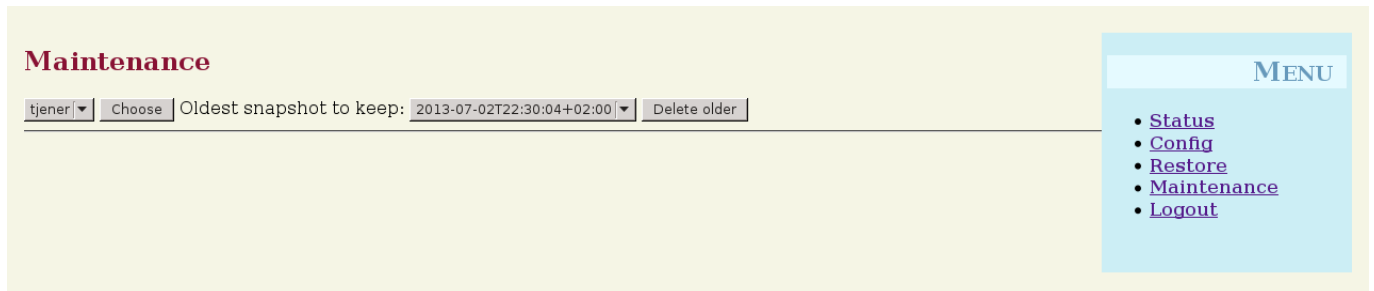 Maintenance
tjener Choose Oldest snapshot to keep: 2013-07-02T22:30:04+02:00 Delete older
MENU
Status
Config
Restore
Maintenance
Logout